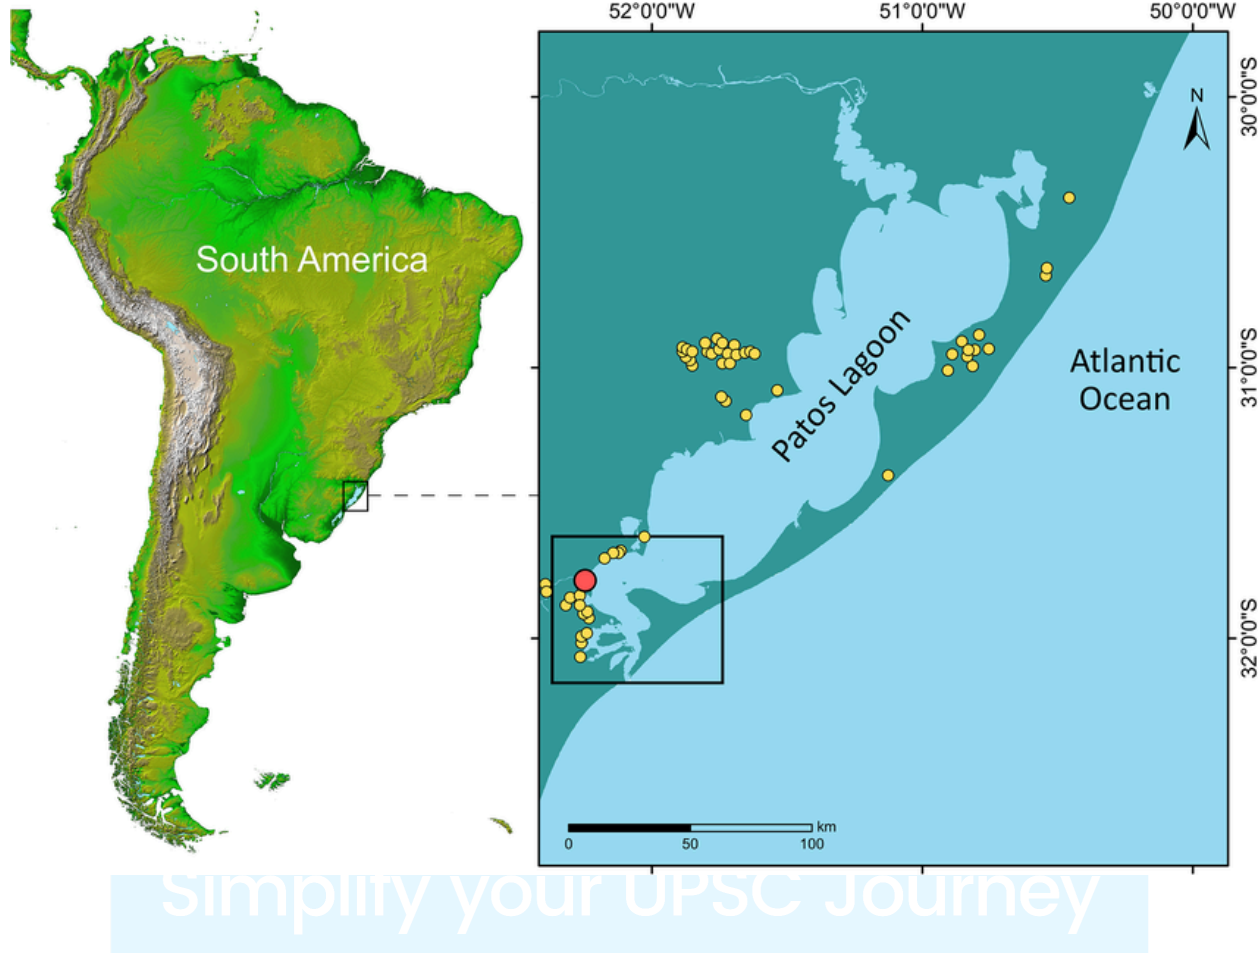 52°0'0"W 51°0'0"W 50°0'0"W
N
30°0'0"S
South America
Patos Lagoon
Atlantic
Ocean
31°0'0"S
32°0'0"S
km
0 50 100
Simplify your UPSC Journey